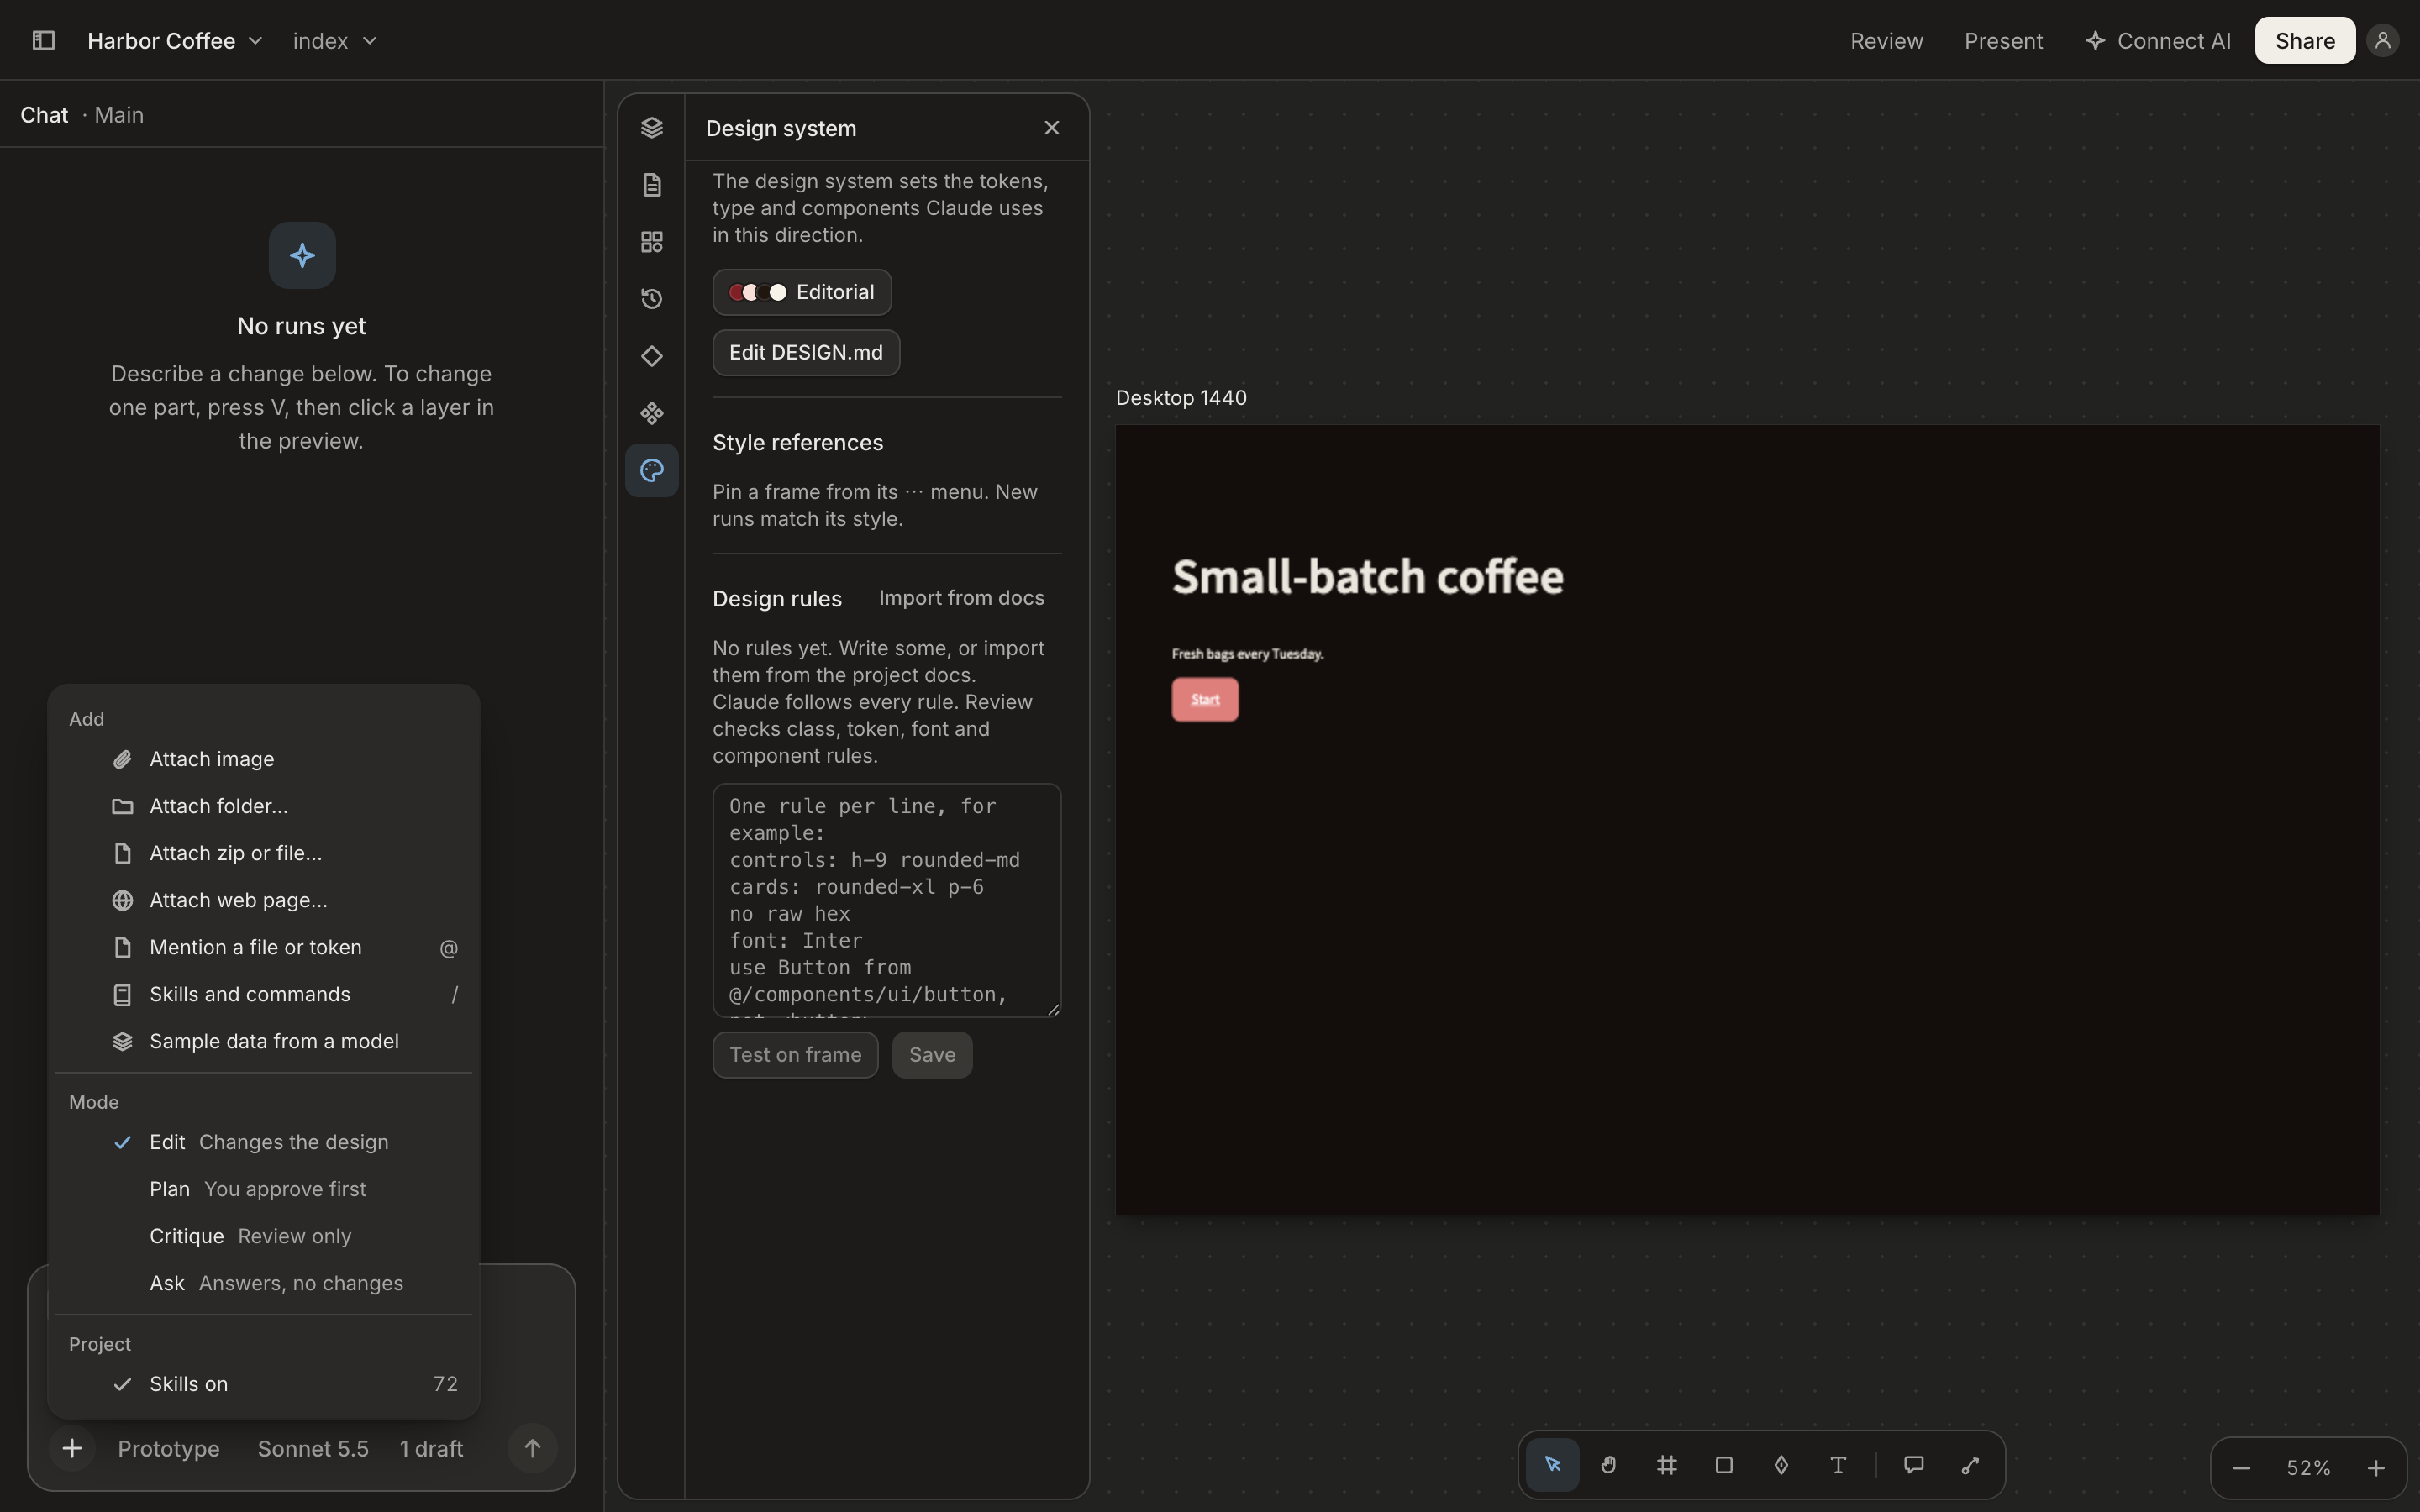 Harbor Coffee
index
Review
Present
Connect AI
Share
Chat · Main
No runs yet
Describe a change below. To change
one part, press V, then click a layer in
the preview.
Add
Attach image
Attach folder...
Attach zip or file...
Attach web page...
Mention a file or token @
Skills and commands /
Sample data from a model
Mode
Edit Changes the design
Plan You approve first
Critique Review only
Ask Answers, no changes
Project
Skills on 72
Prototype Sonnet 5.5 1 draft
Design system
The design system sets the tokens,
type and components Claude uses
in this direction.
Editorial
Edit DESIGN.md
Style references
Pin a frame from its ··· menu. New
runs match its style.
Design rules Import from docs
No rules yet. Write some, or import
them from the project docs.
Claude follows every rule. Review
checks class, token, font and
component rules.
One rule per line, for
example:
controls: h-9 rounded-md
cards: rounded-xl p-6
no raw hex
font: Inter
use Button from
@/components/ui/button,
Test on frame Save
Desktop 1440
Small-batch coffee
Fresh bags every Tuesday.
Start
52%